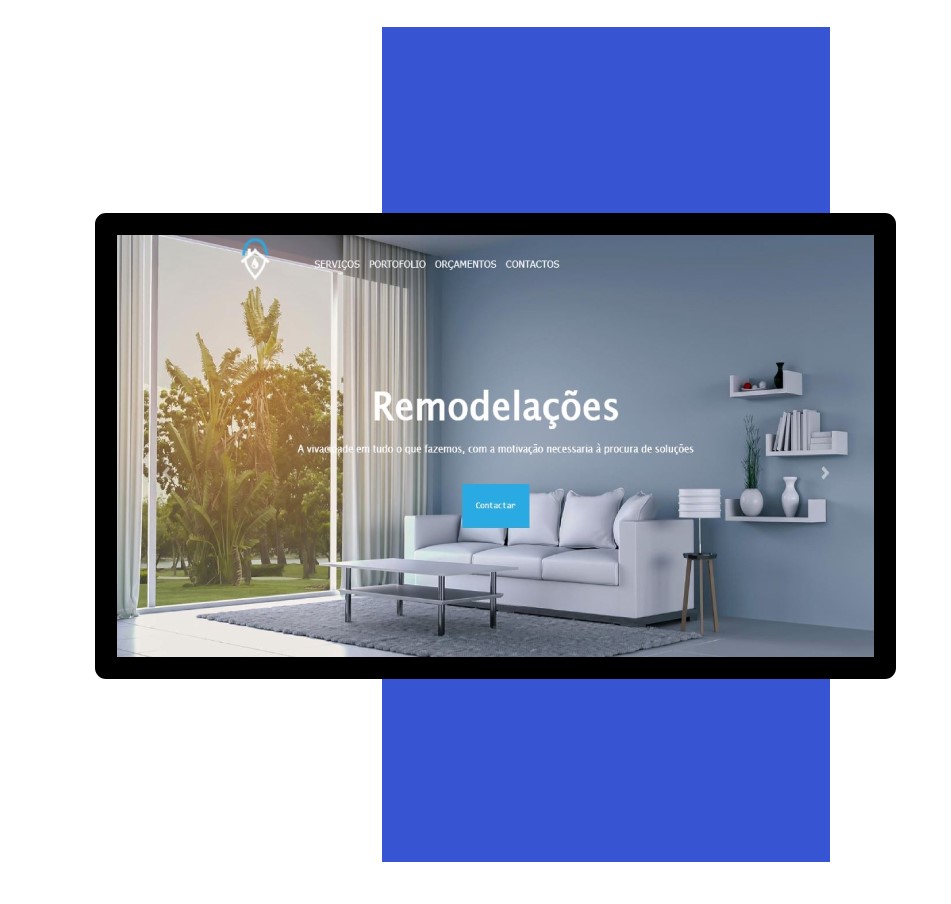 SERVIÇOS PORTOFOLIO ORÇAMENTOS CONTACTOS
Remodelações
A vivacidade em tudo o que fazemos, com a motivação necessaria à procura de soluções
Contactar